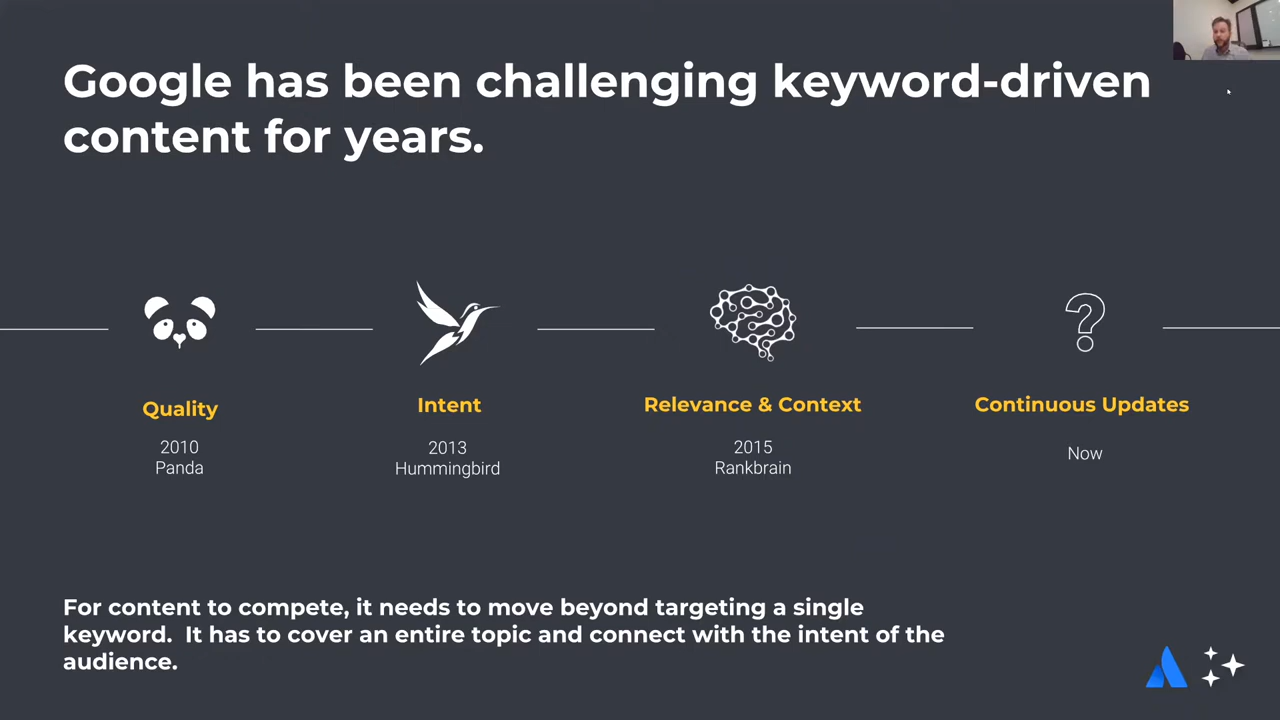 Google has been challenging keyword-driven
content for years.
?
Quality
2010
Panda
Intent
2013
Hummingbird
Relevance & Context
2015
Rankbrain
Continuous Updates
Now
For content to compete, it needs to move beyond targeting a single
keyword.  It has to cover an entire topic and connect with the intent of the
audience.